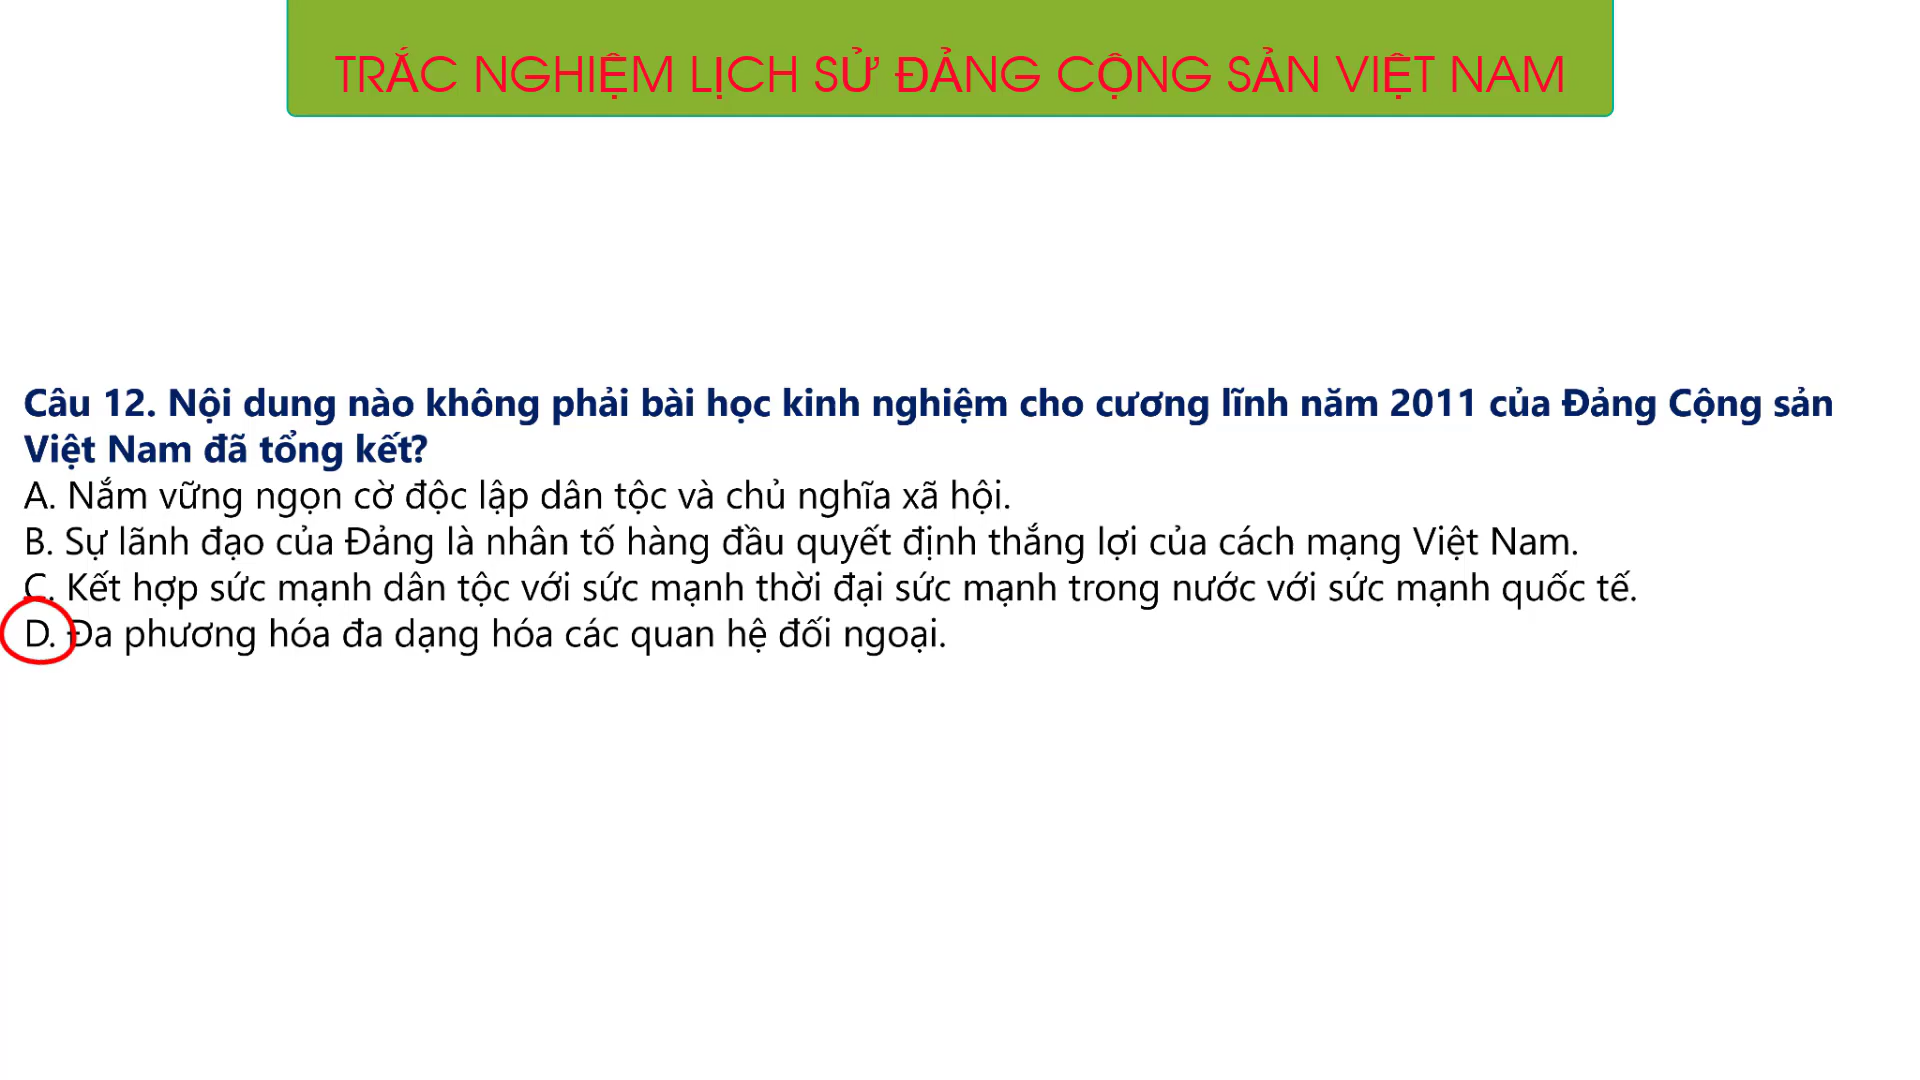 TRẮC NGHIỆM LỊCH SỬ ĐẢNG CỘNG SẢN VIỆT NAM
Câu 12. Nội dung nào không phải bài học kinh nghiệm cho cương lĩnh năm 2011 của Đảng Cộng sản
Việt Nam đã tổng kết?
A. Nắm vững ngọn cờ độc lập dân tộc và chủ nghĩa xã hội.
B. Sự lãnh đạo của Đảng là nhân tố hàng đầu quyết định thắng lợi của cách mạng Việt Nam.
C. Kết hợp sức mạnh dân tộc với sức mạnh thời đại sức mạnh trong nước với sức mạnh quốc tế.
D. Đa phương hóa đa dạng hóa các quan hệ đối ngoại.